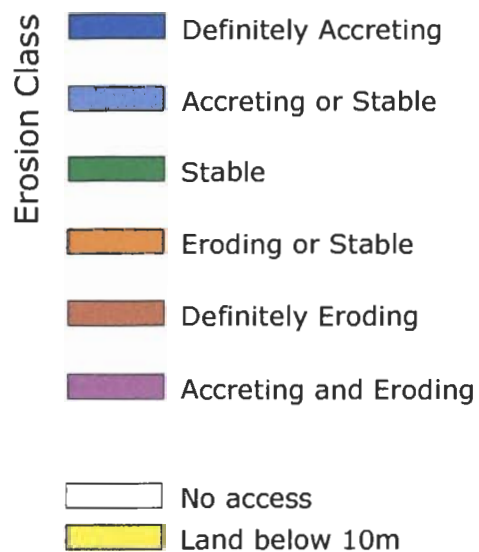 Erosion Class
Definitely Accreting
Accreting or Stable
Stable
Eroding or Stable
Definitely Eroding
Accreting and Eroding
No access
Land below 10m